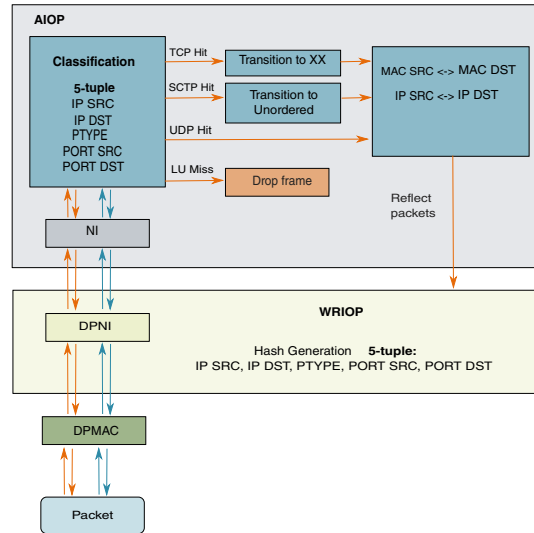 AIOP
Classification
5-tuple
IP SRC
IP DST
PTYPE
PORT SRC
PORT DST
TCP Hit
SCTP Hit
UDP Hit
LU Miss
Transition to XX
Transition to
Unordered
Drop frame
MAC SRC <-> MAC DST
IP SRC <-> IP DST
Reflect
packets
NI
WRIOP
DPNI
Hash Generation 5-tuple:
IP SRC, IP DST, PTYPE, PORT SRC, PORT DST
DPMAC
Packet